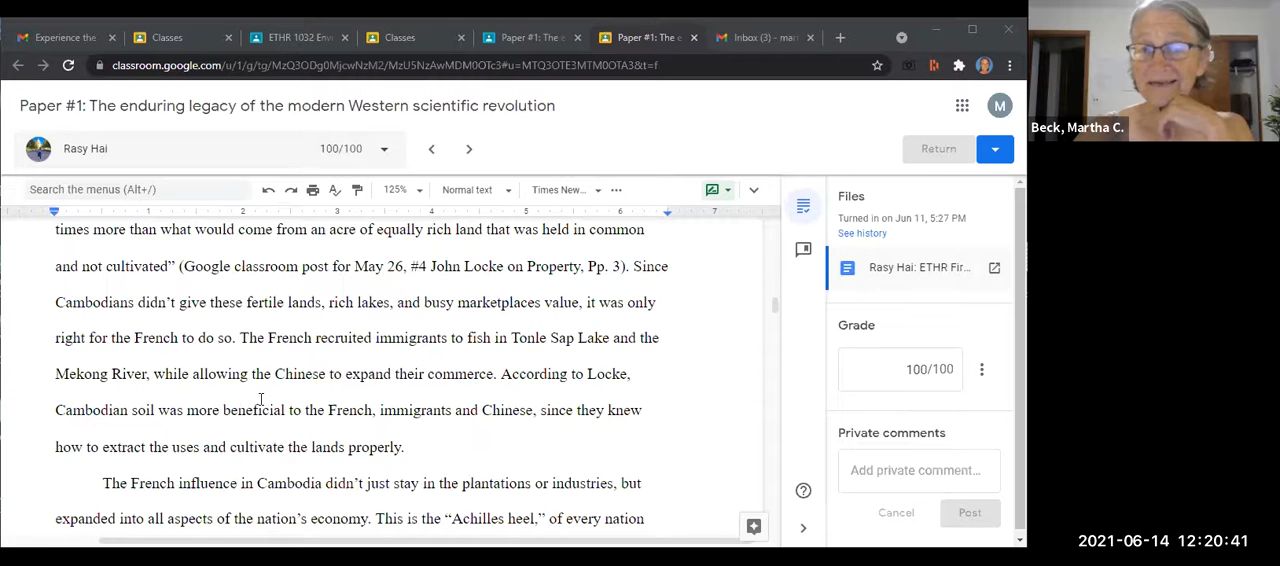 Experience the
Classes
ETHR 1032 Env
Classes
Paper #1: The e
Paper #1: The e
Inbox (3) - mar
classroom.google.com/u/1/g/tg/MzQ3ODg0MjcwNzM2/MzU5NzAwMDM0OTc3#u=MTQ3OTE3MTM0OTA3&t=f
Paper #1: The enduring legacy of the modern Western scientific revolution
M
Rasy Hai
100/100
Return
Search the menus (Alt+/)
125%
Normal text
Times New...
1 2 3 4 5 6 7
times more than what would come from an acre of equally rich land that was held in common
and not cultivated” (Google classroom post for May 26, #4 John Locke on Property, Pp. 3). Since
Cambodians didn’t give these fertile lands, rich lakes, and busy marketplaces value, it was only
right for the French to do so. The French recruited immigrants to fish in Tonle Sap Lake and the
Mekong River, while allowing the Chinese to expand their commerce. According to Locke,
Cambodian soil was more beneficial to the French, immigrants and Chinese, since they knew
how to extract the uses and cultivate the lands properly.
The French influence in Cambodia didn’t just stay in the plantations or industries, but
expanded into all aspects of the nation’s economy. This is the “Achilles heel,” of every nation
Files
Turned in on Jun 11, 5:27 PM
See history
Rasy Hai: ETHR Fir...
Grade
100/100
Private comments
Add private comment...
Cancel
Post
Beck, Martha C.
2021-06-14 12:20:41